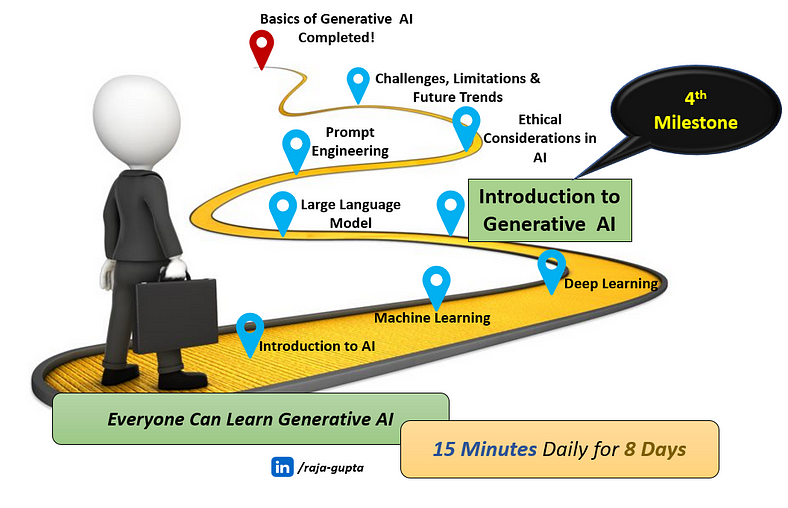 Basics of Generative AI
Completed!
Challenges, Limitations &
Future Trends
4th
Milestone
Ethical
Considerations in
AI
Prompt
Engineering
Introduction to
Generative AI
Large Language
Model
Deep Learning
Machine Learning
Introduction to AI
Everyone Can Learn Generative AI
15 Minutes Daily for 8 Days
in /raja-gupta